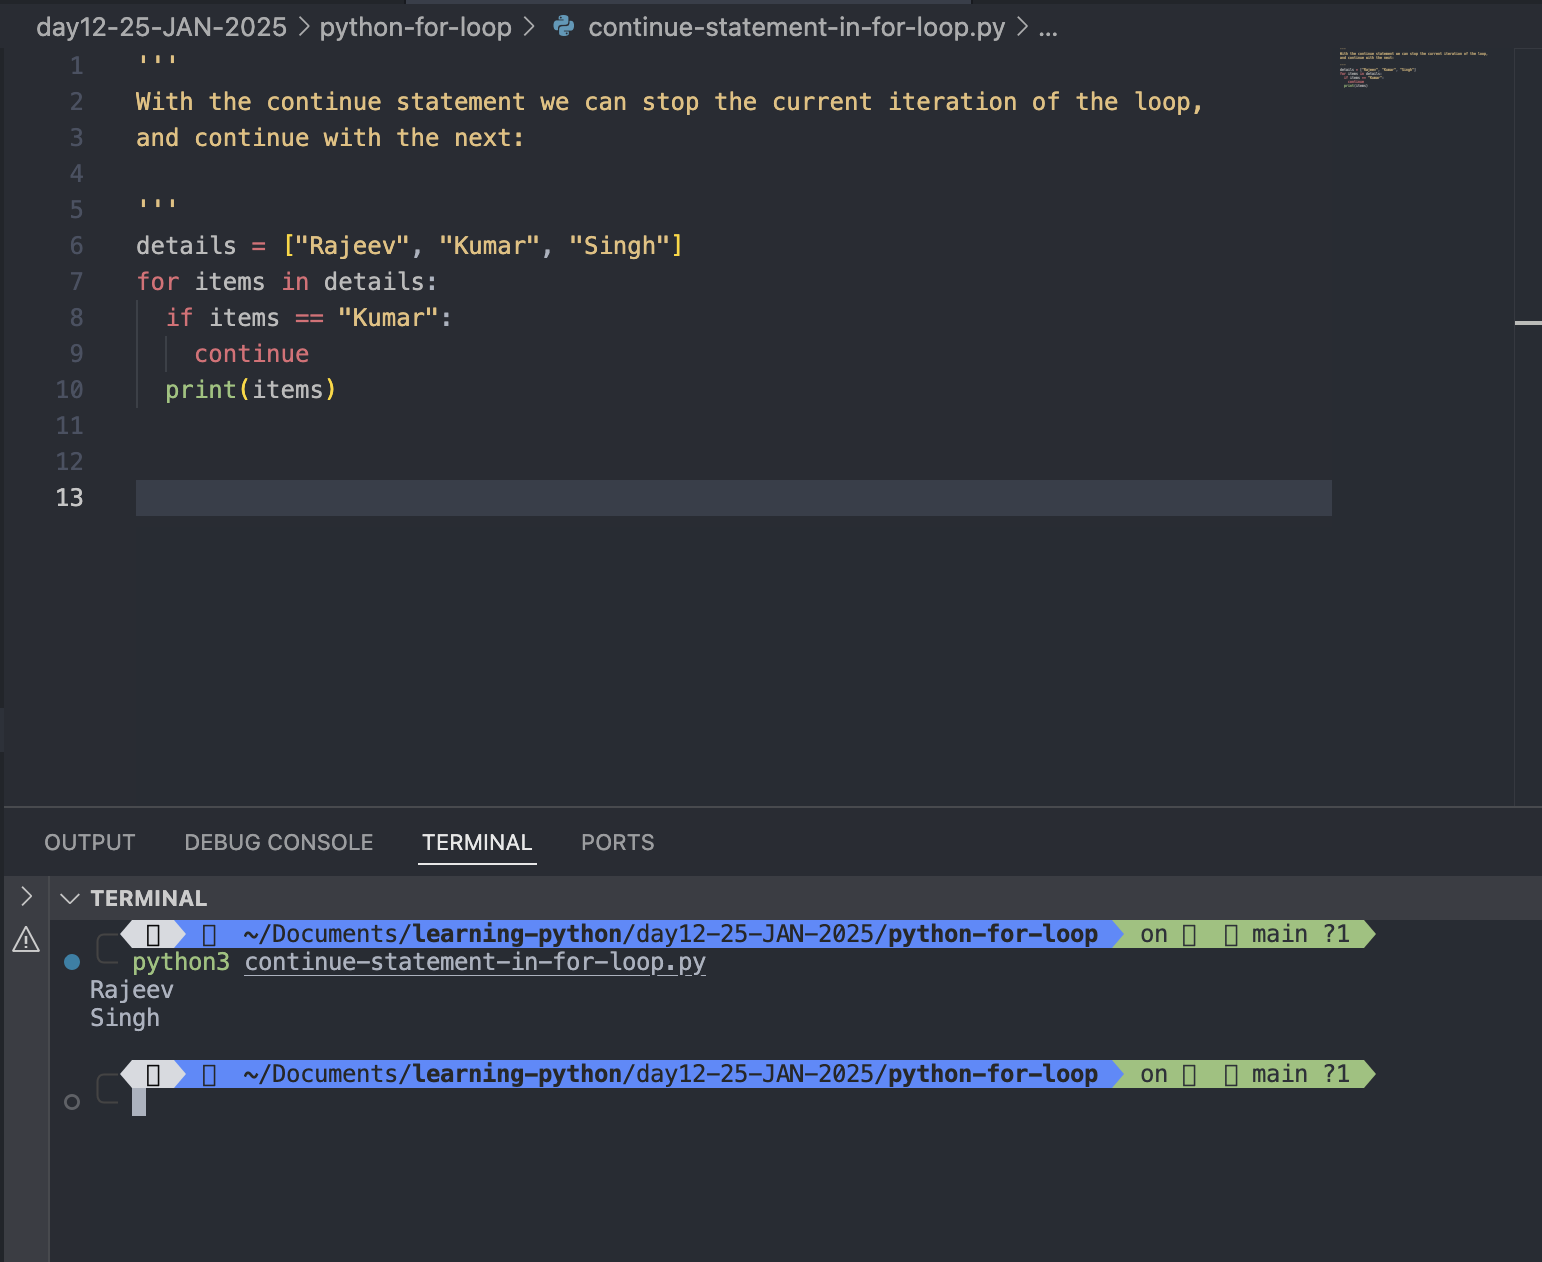 day12-25-JAN-2025 > python-for-loop > continue-statement-in-for-loop.py > ...
1 '''
2 With the continue statement we can stop the current iteration of the loop,
3 and continue with the next:
4
5 '''
6 details = ["Rajeev", "Kumar", "Singh"]
7 for items in details:
8   if items == "Kumar":
9     continue
10   print(items)
11
12
13
OUTPUT DEBUG CONSOLE TERMINAL PORTS
TERMINAL
~/Documents/learning-python/day12-25-JAN-2025/python-for-loop on main ?1
python3 continue-statement-in-for-loop.py
Rajeev
Singh
~/Documents/learning-python/day12-25-JAN-2025/python-for-loop on main ?1